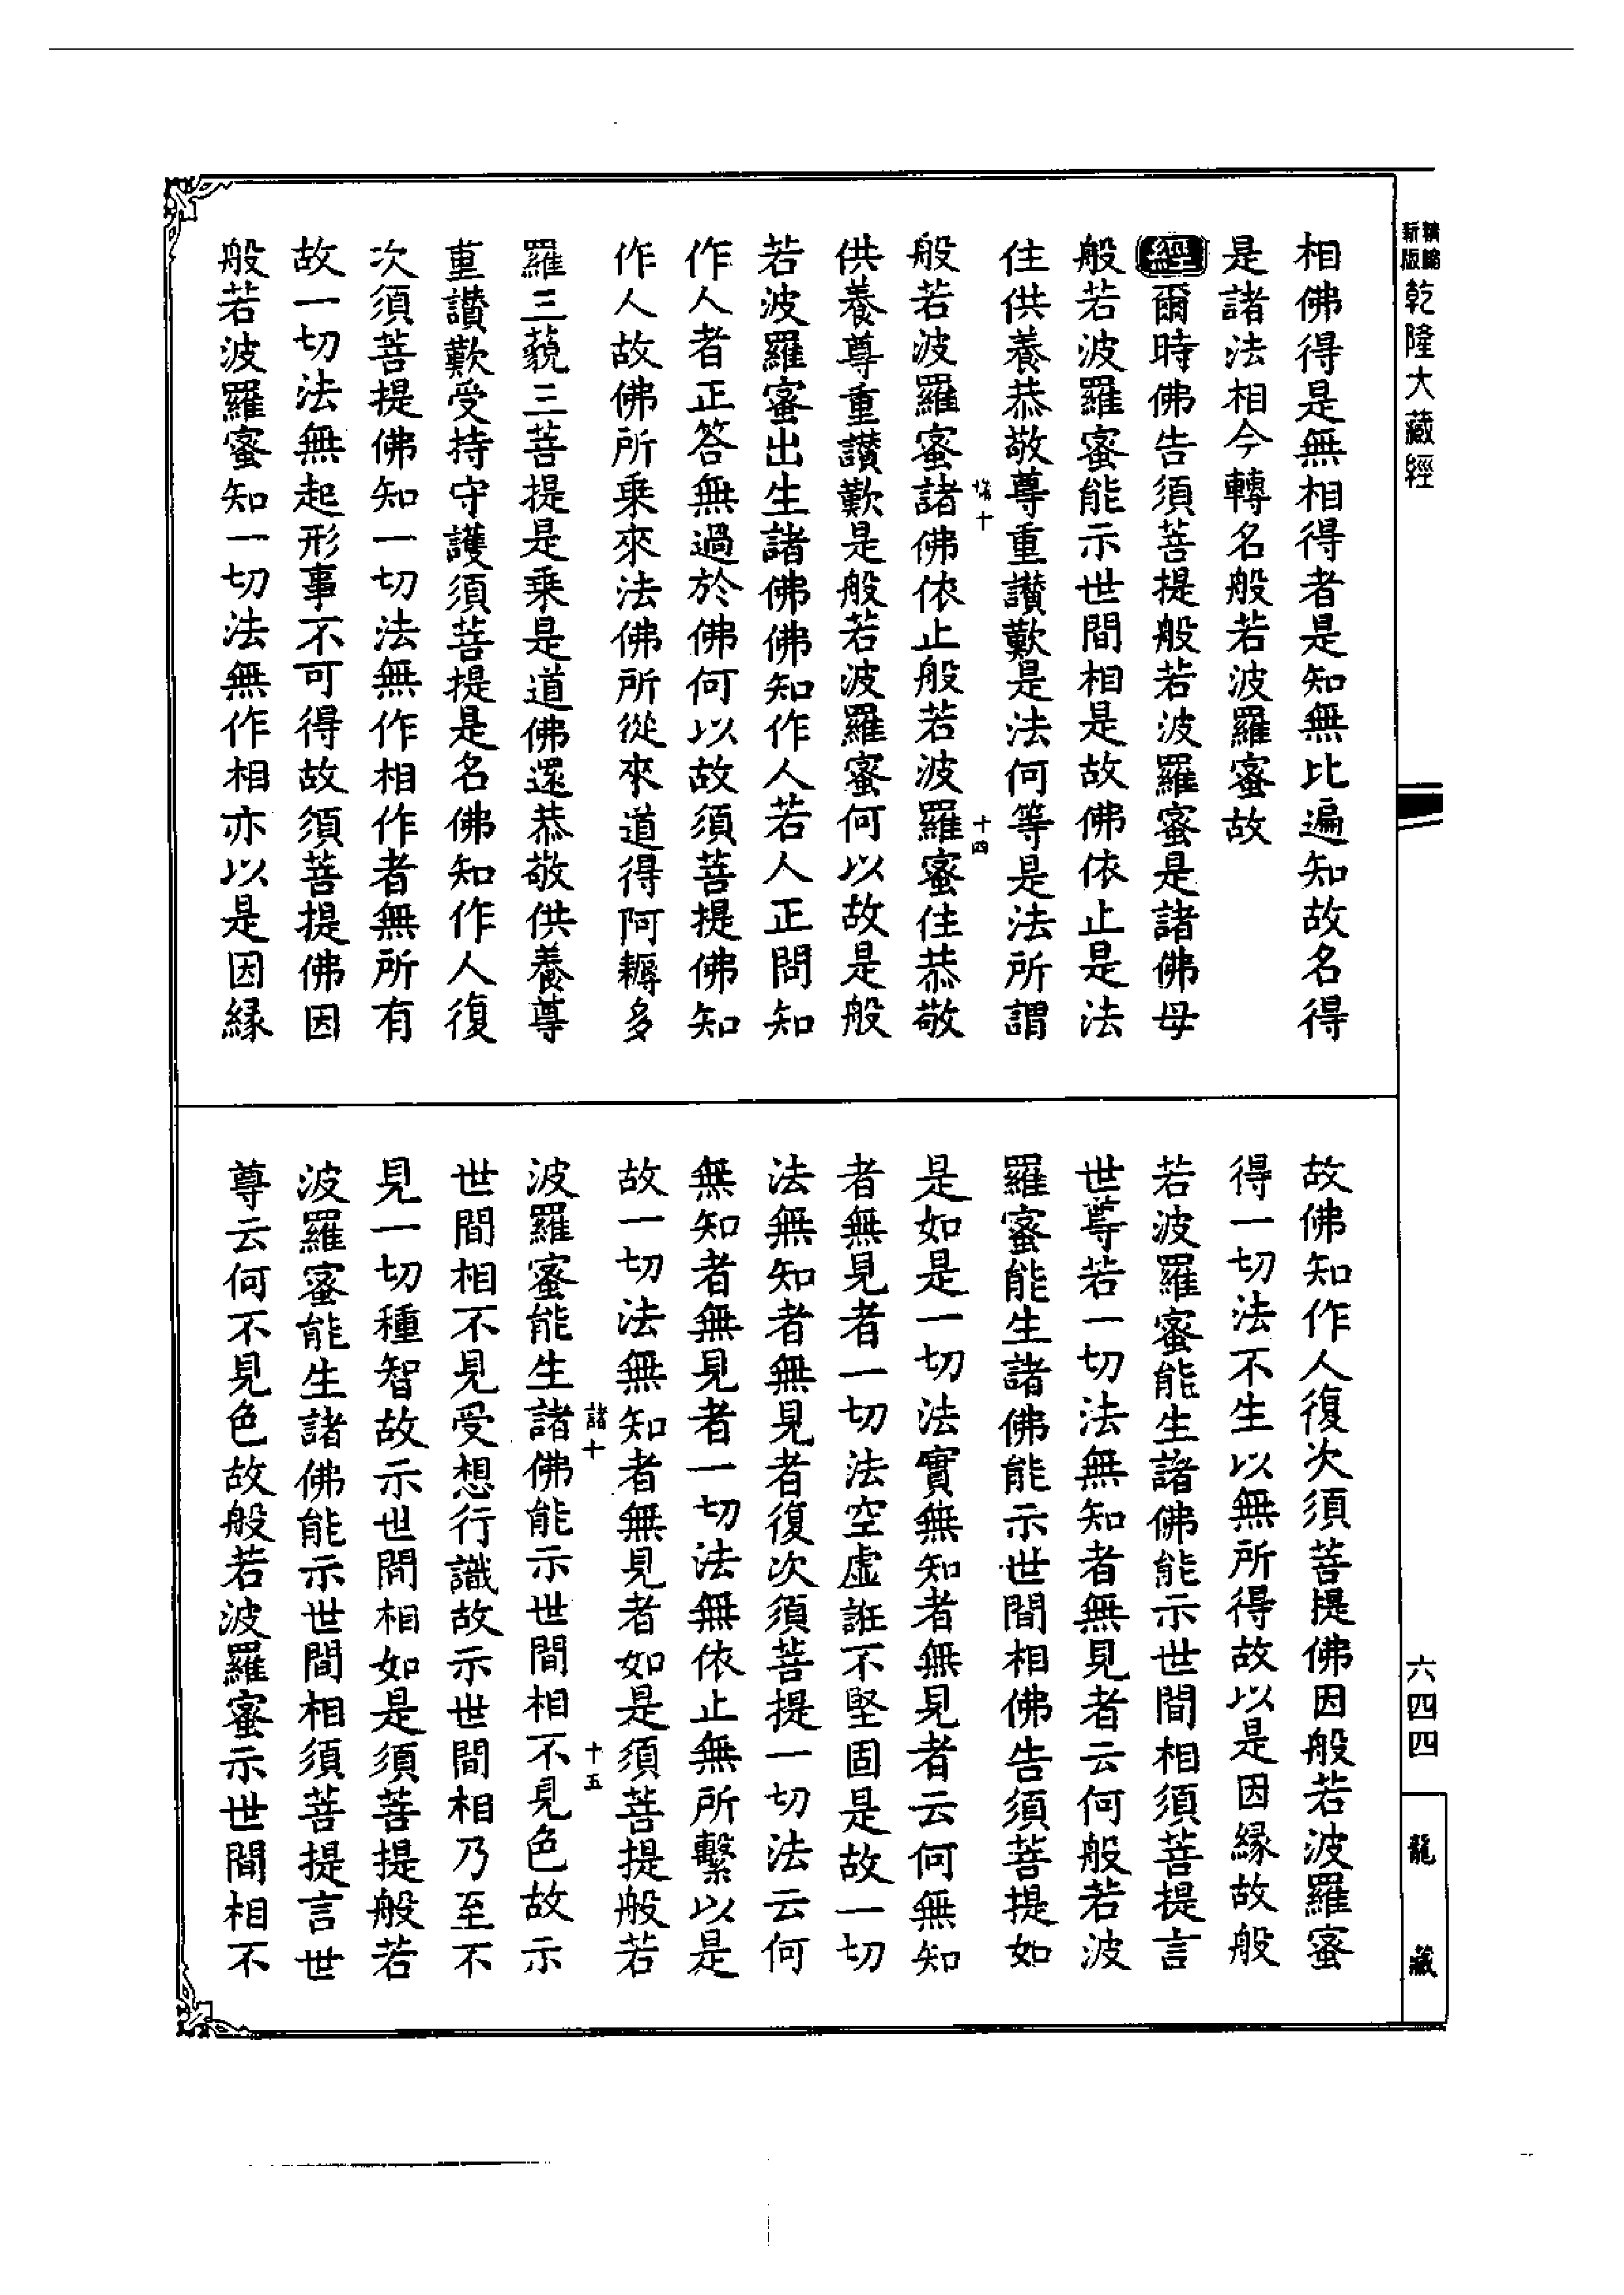 新版
精縮
乾隆大藏經
相佛得是無相得者是知無比遍知故名得
是諸法相今轉名般若波羅蜜故
經爾時佛告須菩提般若波羅蜜是諸佛母
般若波羅蜜能示世間相是故佛依止是法
住供養恭敬尊重讚歎是法何等是法所謂
十
十四
般若波羅蜜諸佛依止般若波羅蜜住恭敬
供養尊重讚歎是般若波羅蜜何以故是般
若波羅蜜出生諸佛佛知作人若人正問知
作人者正答無過於佛何以故須菩提佛知
作人故佛所乘來法佛所從來道得阿耨多
羅三藐三菩提是乘是道佛還恭敬供養尊
重讚歎受持守護須菩提是名佛知作人復
次須菩提佛知一切法無作相作者無所有
故一切法無起形事不可得故須菩提佛因
般若波羅蜜知一切法無作相亦以是因緣
故佛知作人復次須菩提佛因般若波羅蜜
得一切法不生以無所得故以是因緣故般
若波羅蜜能生諸佛能示世間相須菩提言
世尊若一切法無知者無見者云何般若波
羅蜜能生諸佛能示世間相佛告須菩提如
是如是一切法實無知者無見者云何無知
者無見者一切法空虛誑不堅固是故一切
法無知者無見者復次須菩提一切法云何
無知者無見者一切法無依止無所繫以是
故一切法無知者無見者如是須菩提般若
諸十
十五
波羅蜜能生諸佛能示世間相不見色故示
世間相不見受想行識故示世間相乃至不
見一切種智故示世間相如是須菩提般若
波羅蜜能生諸佛能示世間相須菩提言世
尊云何不見色故般若波羅蜜示世間相不
六四四
龍藏